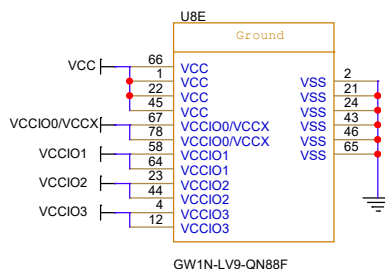 U8E
Ground
VCC 66 VCC VSS 2
1 VCC VSS 21
22 VCC VSS 24
45 VCC VSS 43
VCCIO0/VCCX 67 VCCIO0/VCCX VSS 46
78 VCCIO0/VCCX VSS 65
VCCIO1 58 VCCIO1
64 VCCIO1
VCCIO2 23 VCCIO2
44 VCCIO2
VCCIO3 4 VCCIO3
12 VCCIO3
GW1N-LV9-QN88F